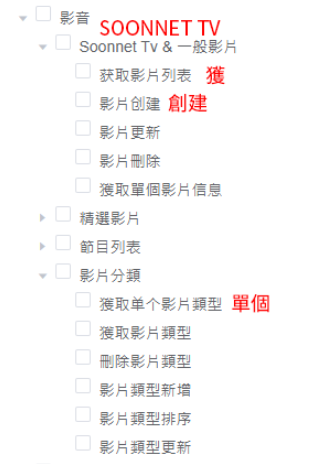 影音
SOONNET TV
Soonnet Tv & 一般影片
获取影片列表 獲
影片创建 創建
影片更新
影片刪除
獲取單個影片信息
精選影片
節目列表
影片分類
獲取单个影片類型 單個
獲取影片類型
刪除影片類型
影片類型新增
影片類型排序
影片類型更新